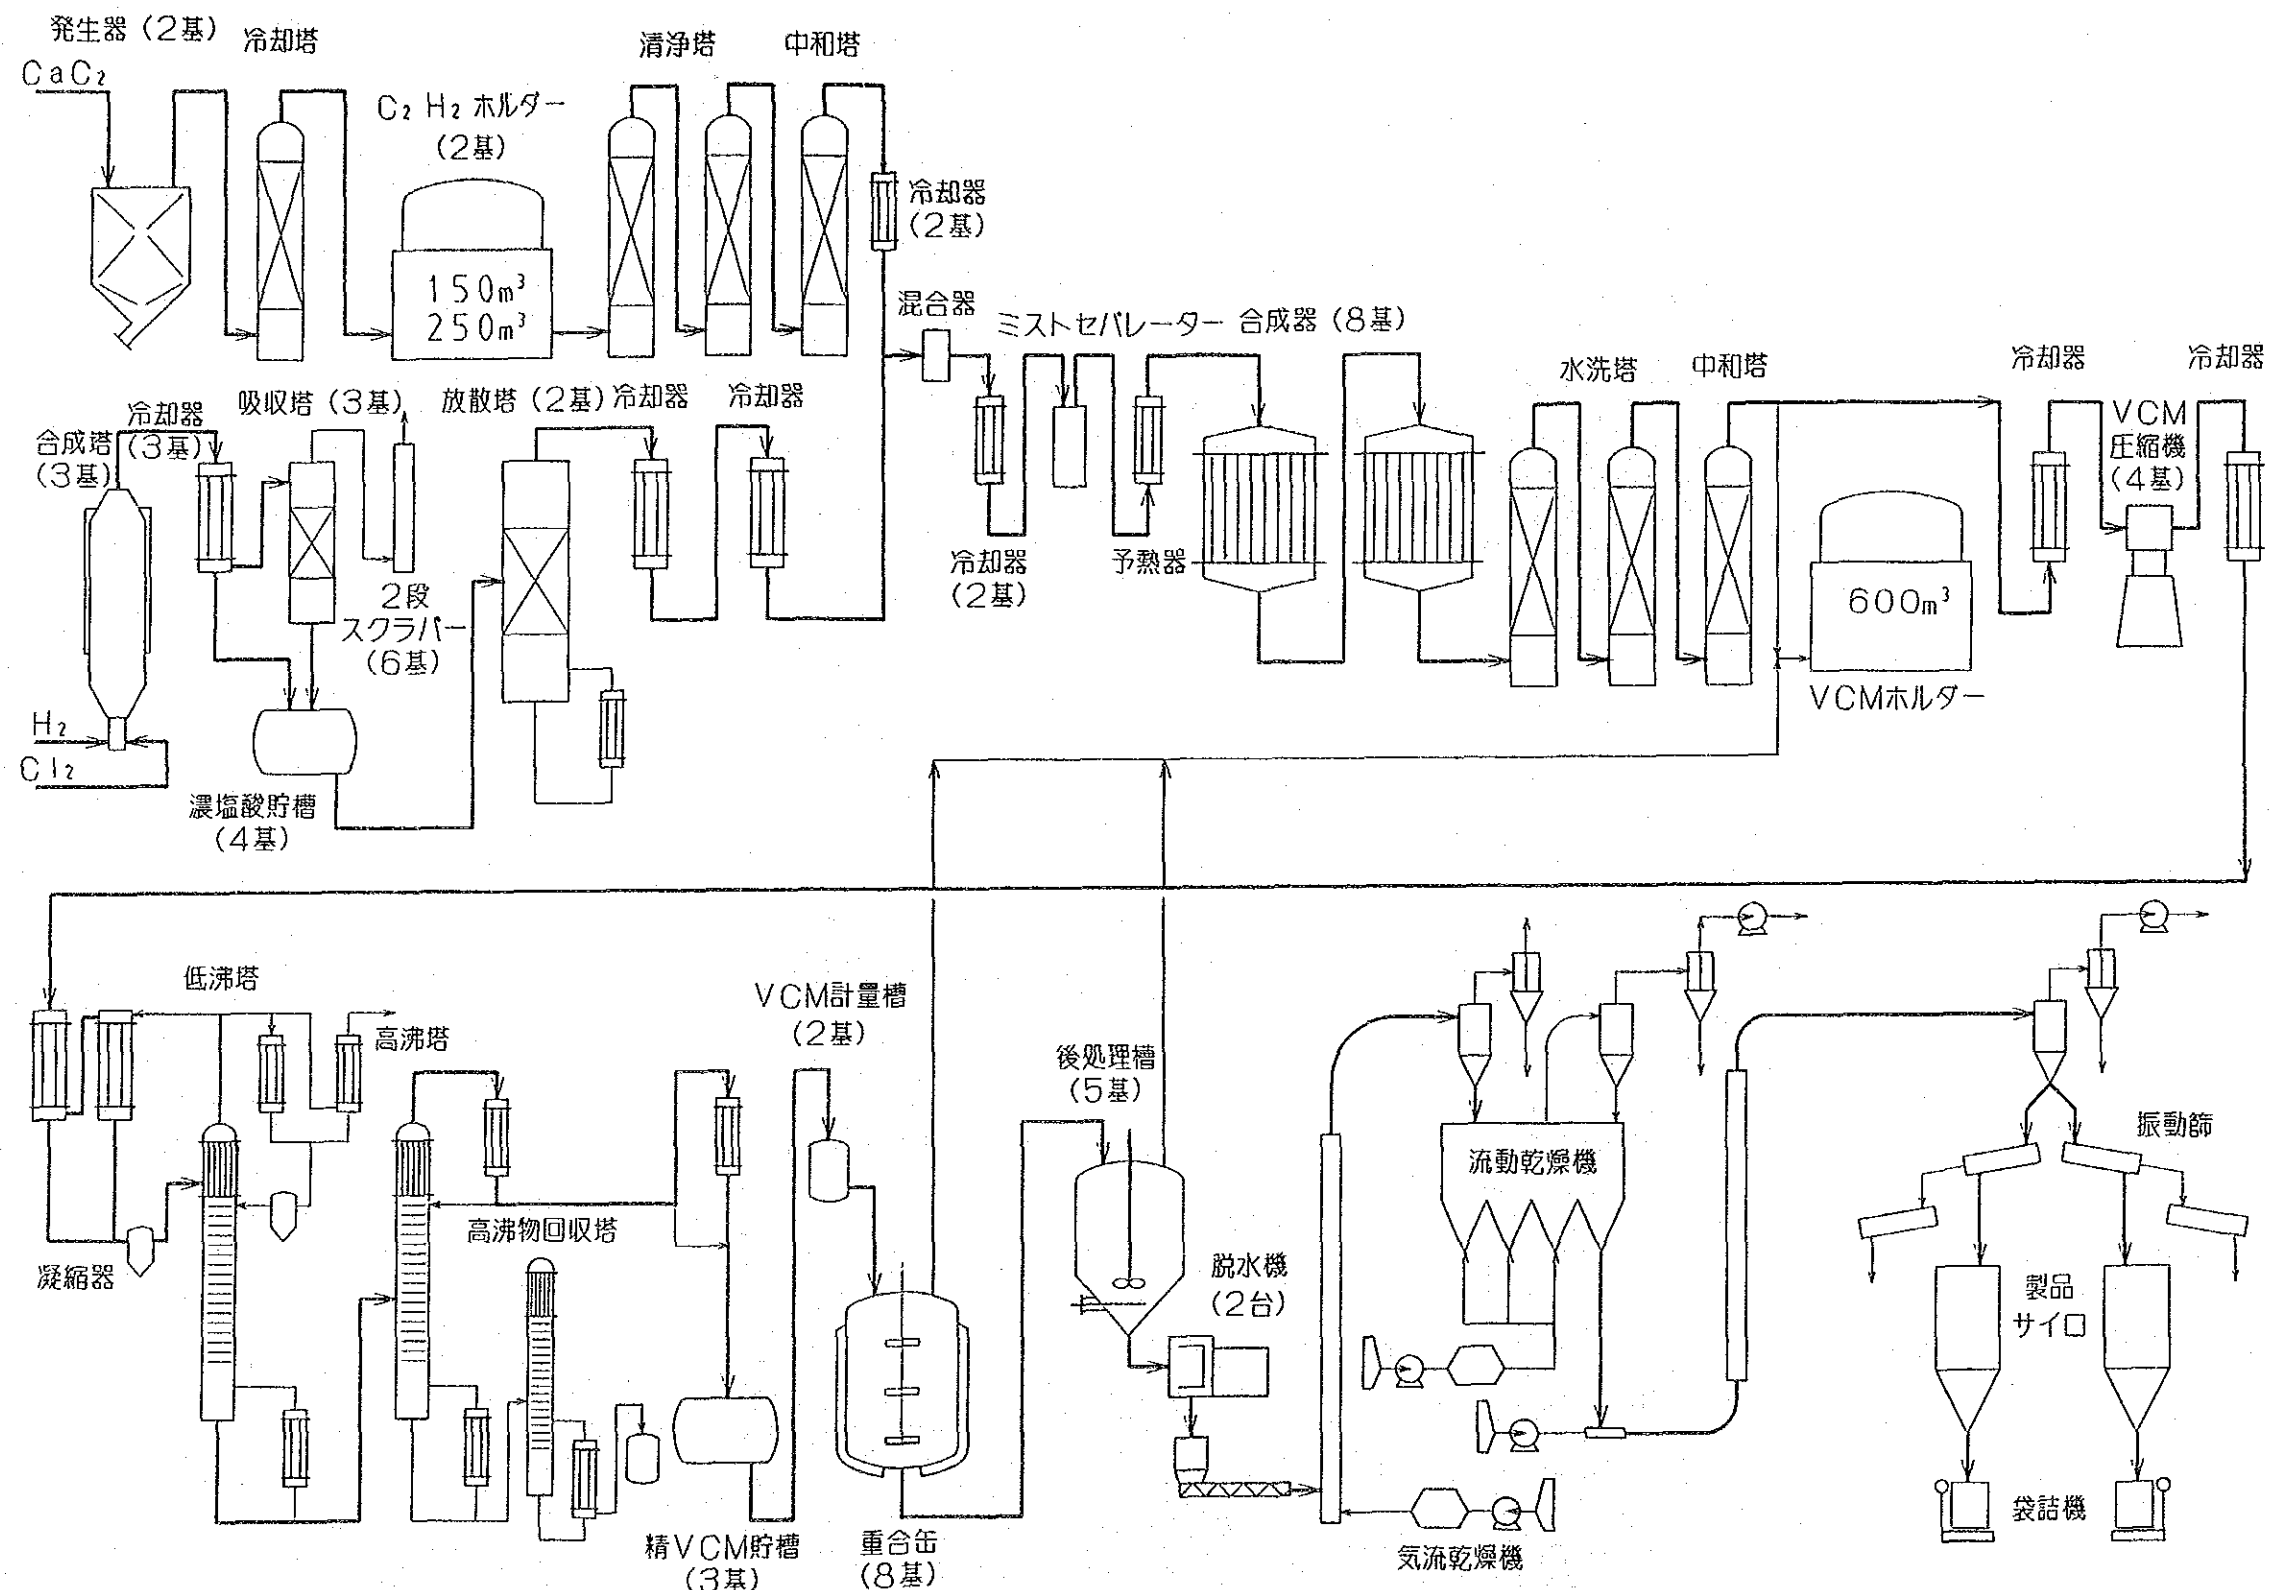 発生器(2基)
冷却塔
清浄塔
中和塔
CaC₂
C₂H₂ホルダー
(2基)
冷却器
(2基)
150m³
250m³
混合器
ミストセパレーター
合成器(8基)
水洗塔
中和塔
冷却器
冷却器
吸収塔(3基)
放散塔(2基)
冷却器
冷却器
冷却器
(3基)
合成塔
(3基)
VCM
圧縮機
(4基)
冷却器
(2基)
予熱器
2段
スクラバー
(6基)
600m³
VCMホルダー
H₂
Cl₂
濃塩酸貯槽
(4基)
低沸塔
VCM計量槽
(2基)
高沸塔
後処理槽
(5基)
振動篩
流動乾燥機
高沸物回収塔
凝縮器
脱水機
(2台)
製品
サイロ
袋詰機
精VCM貯槽
(3基)
重合缶
(8基)
気流乾燥機